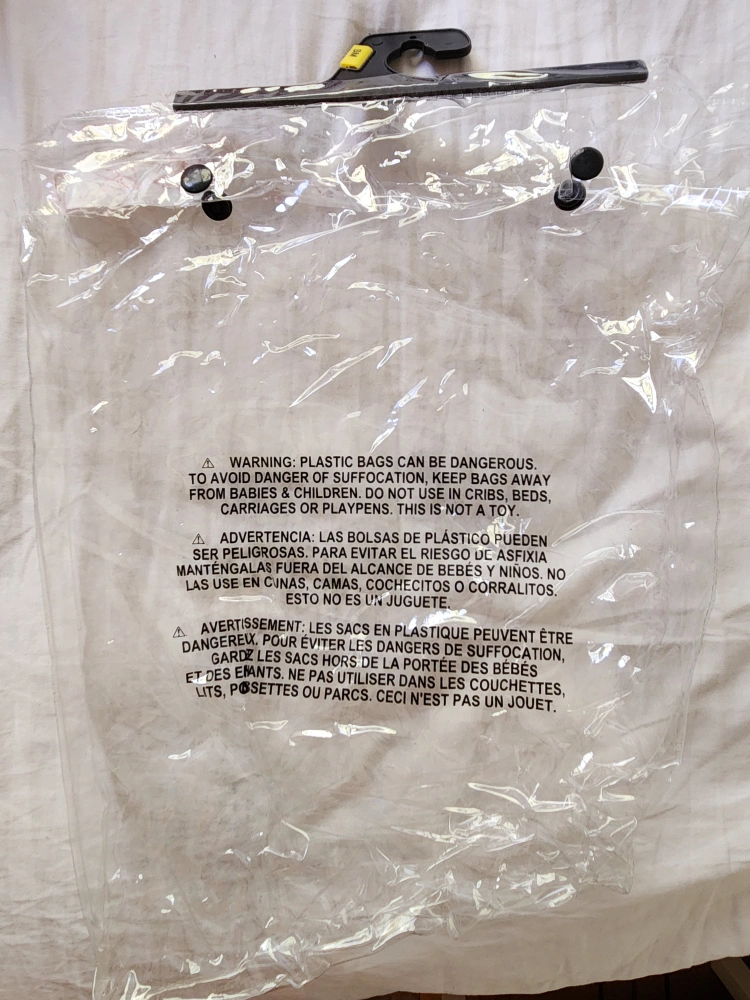 ⚠ WARNING: PLASTIC BAGS CAN BE DANGEROUS.
TO AVOID DANGER OF SUFFOCATION, KEEP BAGS AWAY
FROM BABIES & CHILDREN. DO NOT USE IN CRIBS, BEDS,
CARRIAGES OR PLAYPENS. THIS IS NOT A TOY.
⚠ ADVERTENCIA: LAS BOLSAS DE PLÁSTICO PUEDEN
SER PELIGROSAS. PARA EVITAR EL RIESGO DE ASFIXIA
MANTÉNGALAS FUERA DEL ALCANCE DE BEBÉS Y NIÑOS. NO
LAS USE EN CUNAS, CAMAS, COCHECITOS O CORRALITOS.
ESTO NO ES UN JUGUETE.
⚠ AVERTISSEMENT: LES SACS EN PLASTIQUE PEUVENT ÊTRE
DANGEREUX. POUR ÉVITER LES DANGERS DE SUFFOCATION,
GARDEZ LES SACS HORS DE LA PORTÉE DES BÉBÉS
ET DES ENFANTS. NE PAS UTILISER DANS LES COUCHETTES,
LITS, POUSSETTES OU PARCS. CECI N'EST PAS UN JOUET.